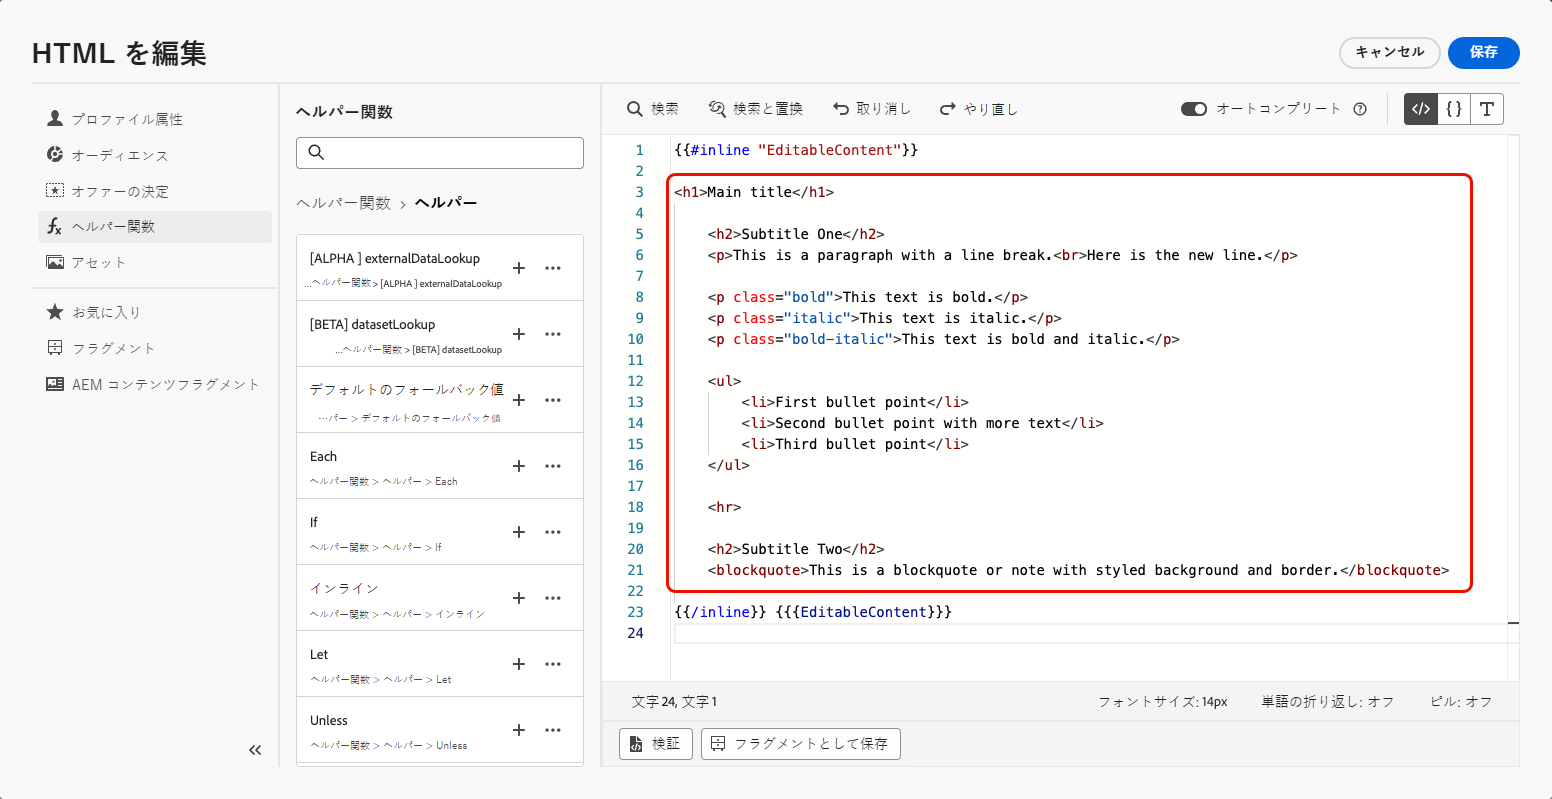 HTML を編集
キャンセル
保存
プロファイル属性
オーディエンス
オファーの決定
ヘルパー関数
アセット
お気に入り
フラグメント
AEM コンテンツフラグメント
ヘルパー関数
ヘルパー関数 > ヘルパー
[ALPHA ] externalDataLookup
...ヘルパー関数 > [ALPHA ] externalDataLookup
[BETA] datasetLookup
...ヘルパー関数 > [BETA] datasetLookup
デフォルトのフォールバック値
…パー > デフォルトのフォールバック値
Each
ヘルパー関数 > ヘルパー > Each
If
ヘルパー関数 > ヘルパー > If
インライン
ヘルパー関数 > ヘルパー > インライン
Let
ヘルパー関数 > ヘルパー > Let
Unless
ヘルパー関数 > ヘルパー > Unless
検索
検索と置換
取り消し
やり直し
オートコンプリート
1 {{#inline "EditableContent"}}
2
3 <h1>Main title</h1>
4
5 <h2>Subtitle One</h2>
6 <p>This is a paragraph with a line break.<br>Here is the new line.</p>
7
8 <p class="bold">This text is bold.</p>
9 <p class="italic">This text is italic.</p>
10 <p class="bold-italic">This text is bold and italic.</p>
11
12 <ul>
13 <li>First bullet point</li>
14 <li>Second bullet point with more text</li>
15 <li>Third bullet point</li>
16 </ul>
17
18 <hr>
19
20 <h2>Subtitle Two</h2>
21 <blockquote>This is a blockquote or note with styled background and border.</blockquote>
22
23 {{/inline}} {{{EditableContent}}}
24
文字 24, 文字 1
フォントサイズ: 14px
単語の折り返し: オフ
ピル: オフ
検証
フラグメントとして保存